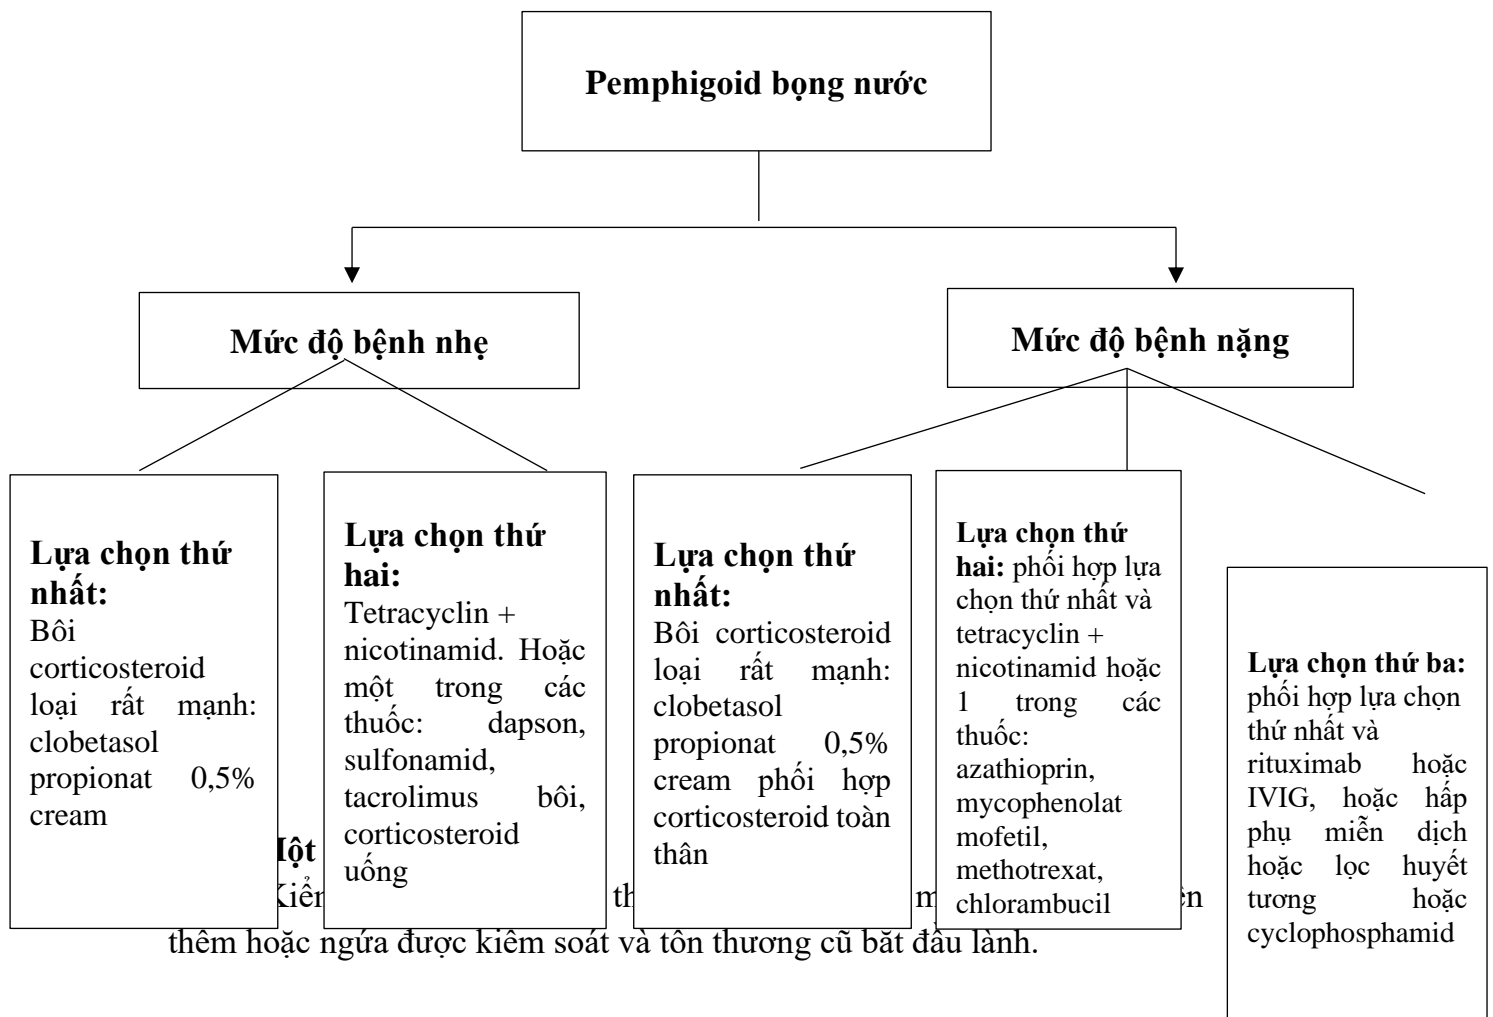 Pemphigoid bọng nước
Mức độ bệnh nhẹ
Mức độ bệnh nặng
Lựa chọn thứ
nhất:
Bôi
corticosteroid
loại rất mạnh:
clobetasol
propionat 0,5%
cream
Lựa chọn thứ
hai:
Tetracyclin +
nicotinamid. Hoặc
một trong các
thuốc: dapson,
sulfonamid,
tacrolimus bôi,
corticosteroid
uống
Lựa chọn thứ
nhất:
Bôi corticosteroid
loại rất mạnh:
clobetasol
propionat 0,5%
cream phối hợp
corticosteroid toàn
thân
Lựa chọn thứ
hai: phối hợp lựa
chọn thứ nhất và
tetracyclin +
nicotinamid hoặc
1 trong các
thuốc:
azathioprin,
mycophenolat
mofetil,
methotrexat,
chlorambucil
Lựa chọn thứ ba:
phối hợp lựa chọn
thứ nhất và
rituximab hoặc
IVIG, hoặc hấp
phụ miễn dịch
hoặc lọc huyết
tương hoặc
cyclophosphamid
thêm hoặc ngứa được kiểm soát và tổn thương cũ bắt đầu lành.